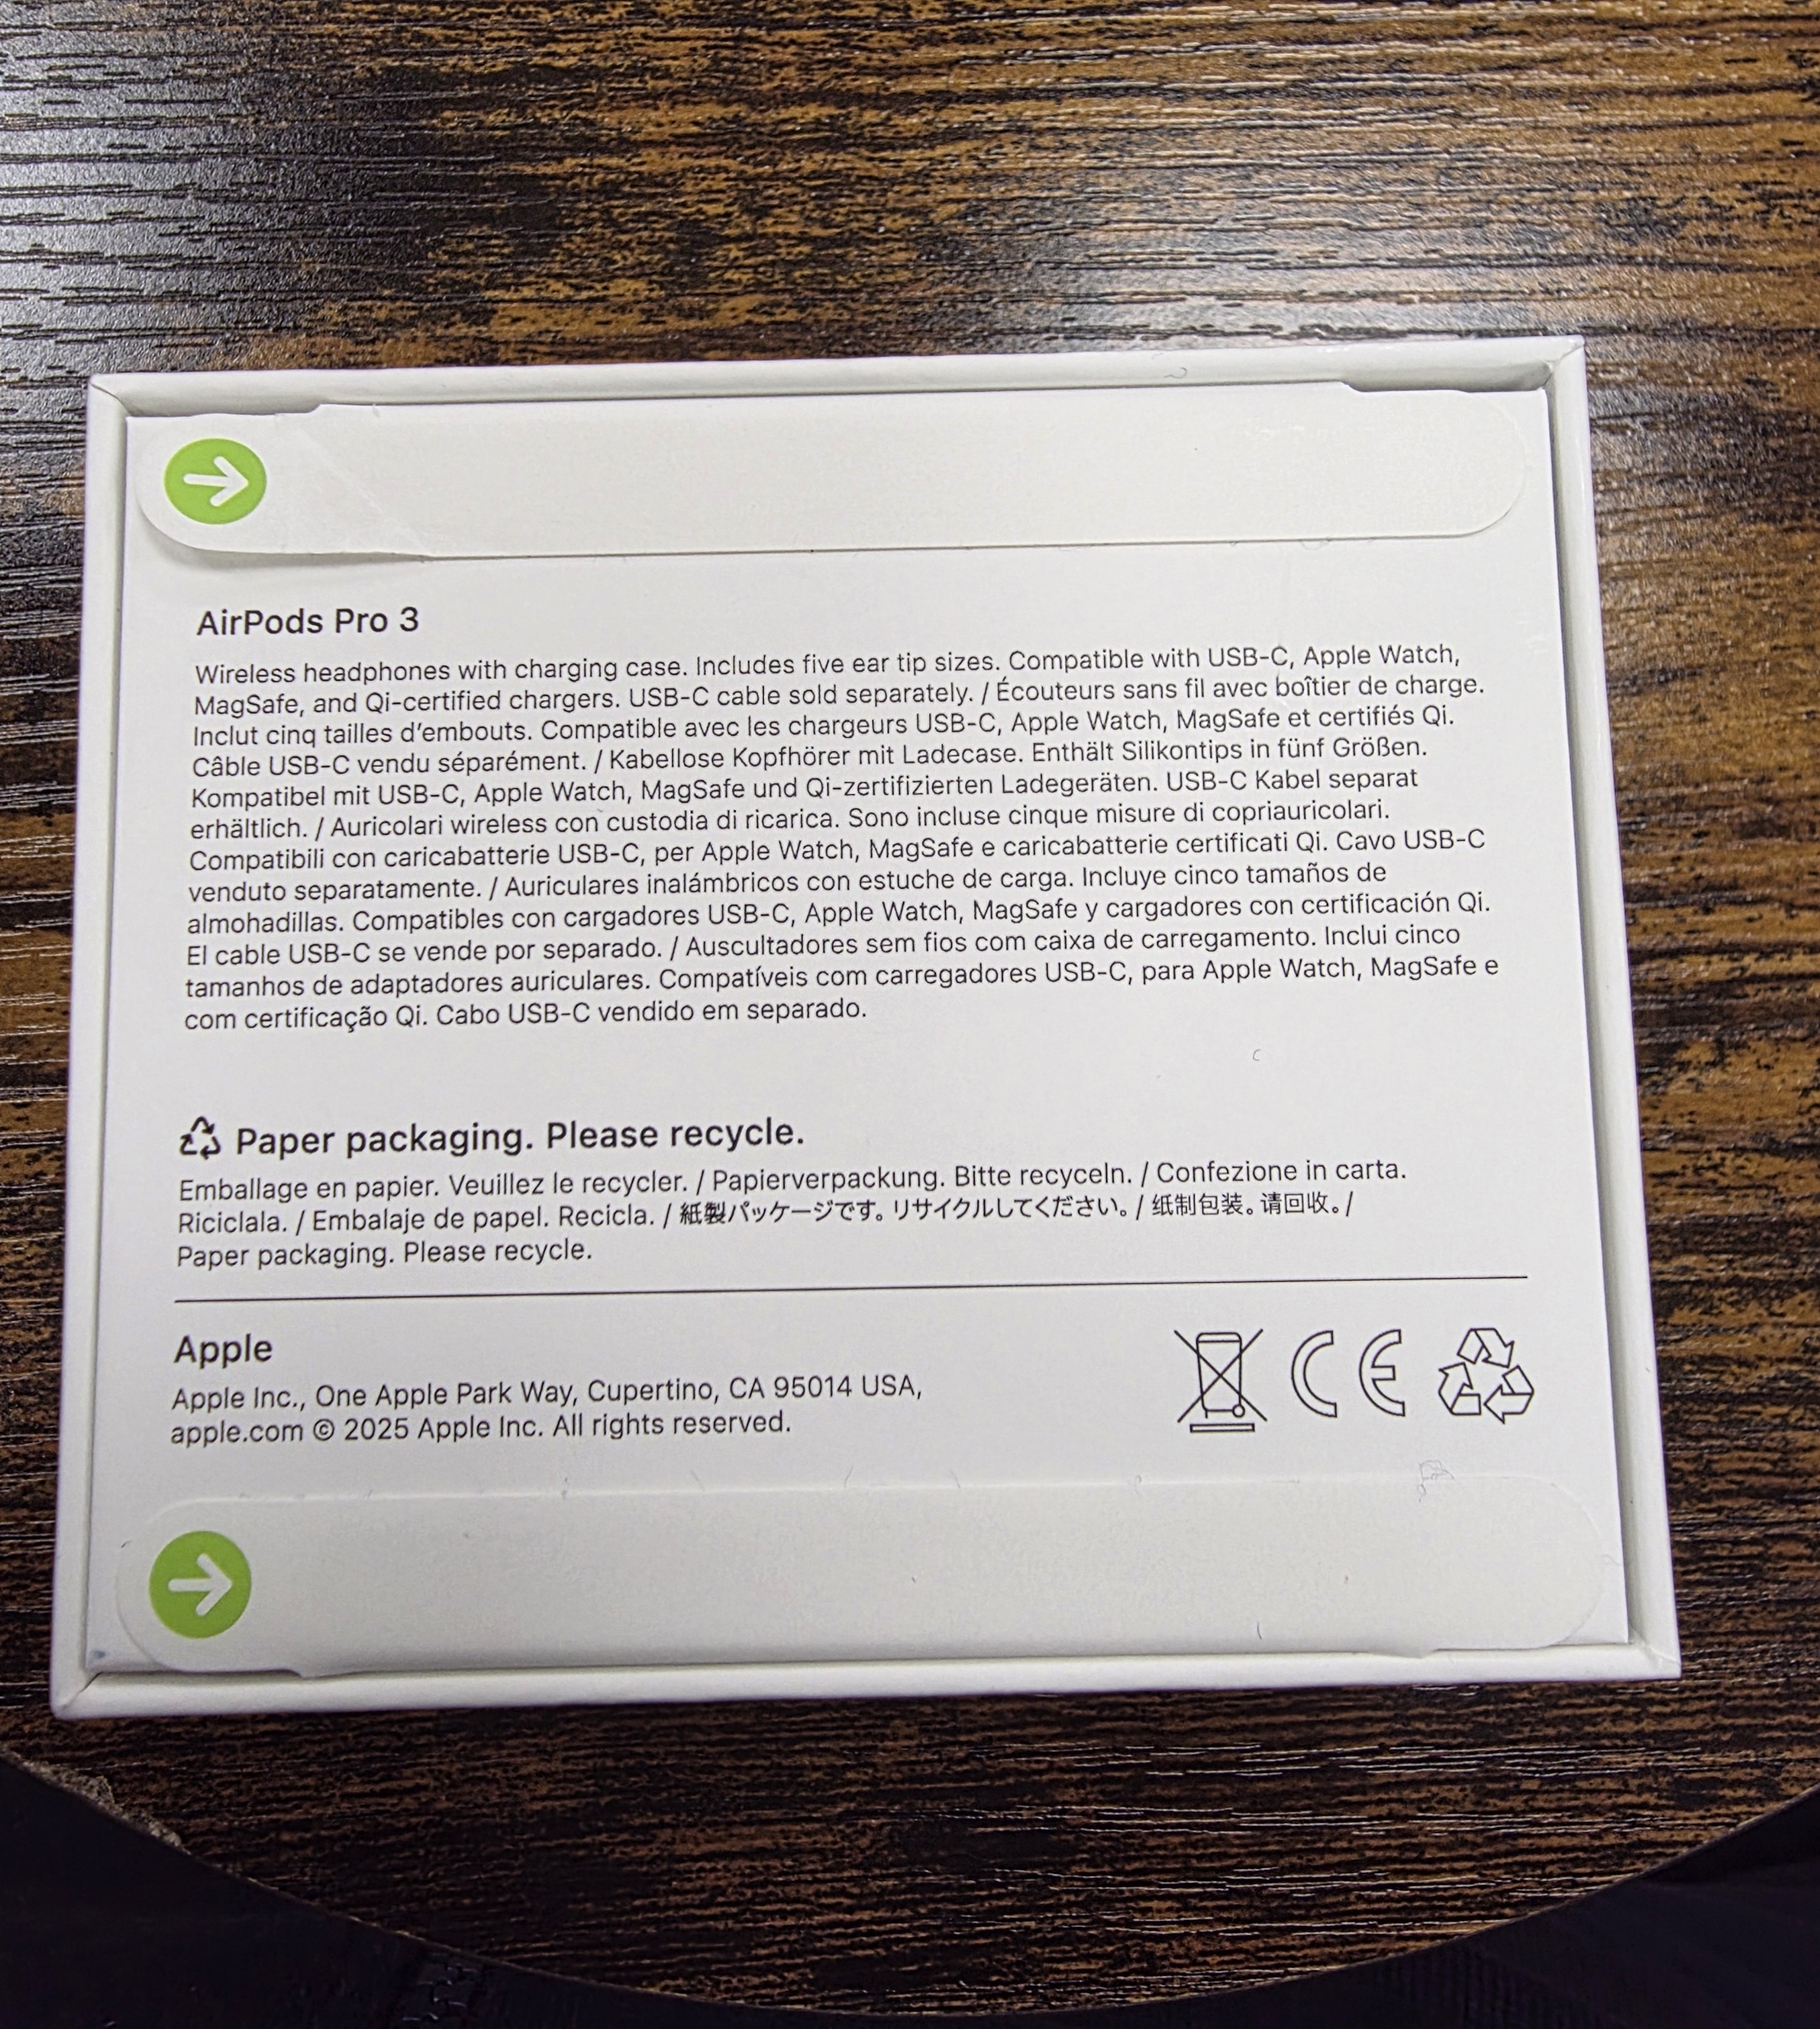 AirPods Pro 3
Wireless headphones with charging case. Includes five ear tip sizes. Compatible with USB-C, Apple Watch,
MagSafe, and Qi-certified chargers. USB-C cable sold separately. / Écouteurs sans fil avec boîtier de charge.
Inclut cinq tailles d’embouts. Compatible avec les chargeurs USB-C, Apple Watch, MagSafe et certifiés Qi.
Câble USB-C vendu séparément. / Kabellose Kopfhörer mit Ladecase. Enthält Silikontips in fünf Größen.
Kompatibel mit USB-C, Apple Watch, MagSafe und Qi-zertifizierten Ladegeräten. USB-C Kabel separat
erhältlich. / Auricolari wireless con custodia di ricarica. Sono incluse cinque misure di copriauricolari.
Compatibili con caricabatterie USB-C, per Apple Watch, MagSafe e caricabatterie certificati Qi. Cavo USB-C
venduto separatamente. / Auriculares inalámbricos con estuche de carga. Incluye cinco tamaños de
almohadillas. Compatibles con cargadores USB-C, Apple Watch, MagSafe y cargadores con certificación Qi.
El cable USB-C se vende por separado. / Auscultadores sem fios com caixa de carregamento. Inclui cinco
tamanhos de adaptadores auriculares. Compatíveis com carregadores USB-C, para Apple Watch, MagSafe e
com certificação Qi. Cabo USB-C vendido em separado.
Paper packaging. Please recycle.
Emballage en papier. Veuillez le recycler. / Papierverpackung. Bitte recyceln. / Confezione in carta.
Riciclala. / Embalaje de papel. Recicla. / 紙製パッケージです。リサイクルしてください。/ 纸制包装。请回收。/
Paper packaging. Please recycle.
Apple
Apple Inc., One Apple Park Way, Cupertino, CA 95014 USA,
apple.com © 2025 Apple Inc. All rights reserved.
CE